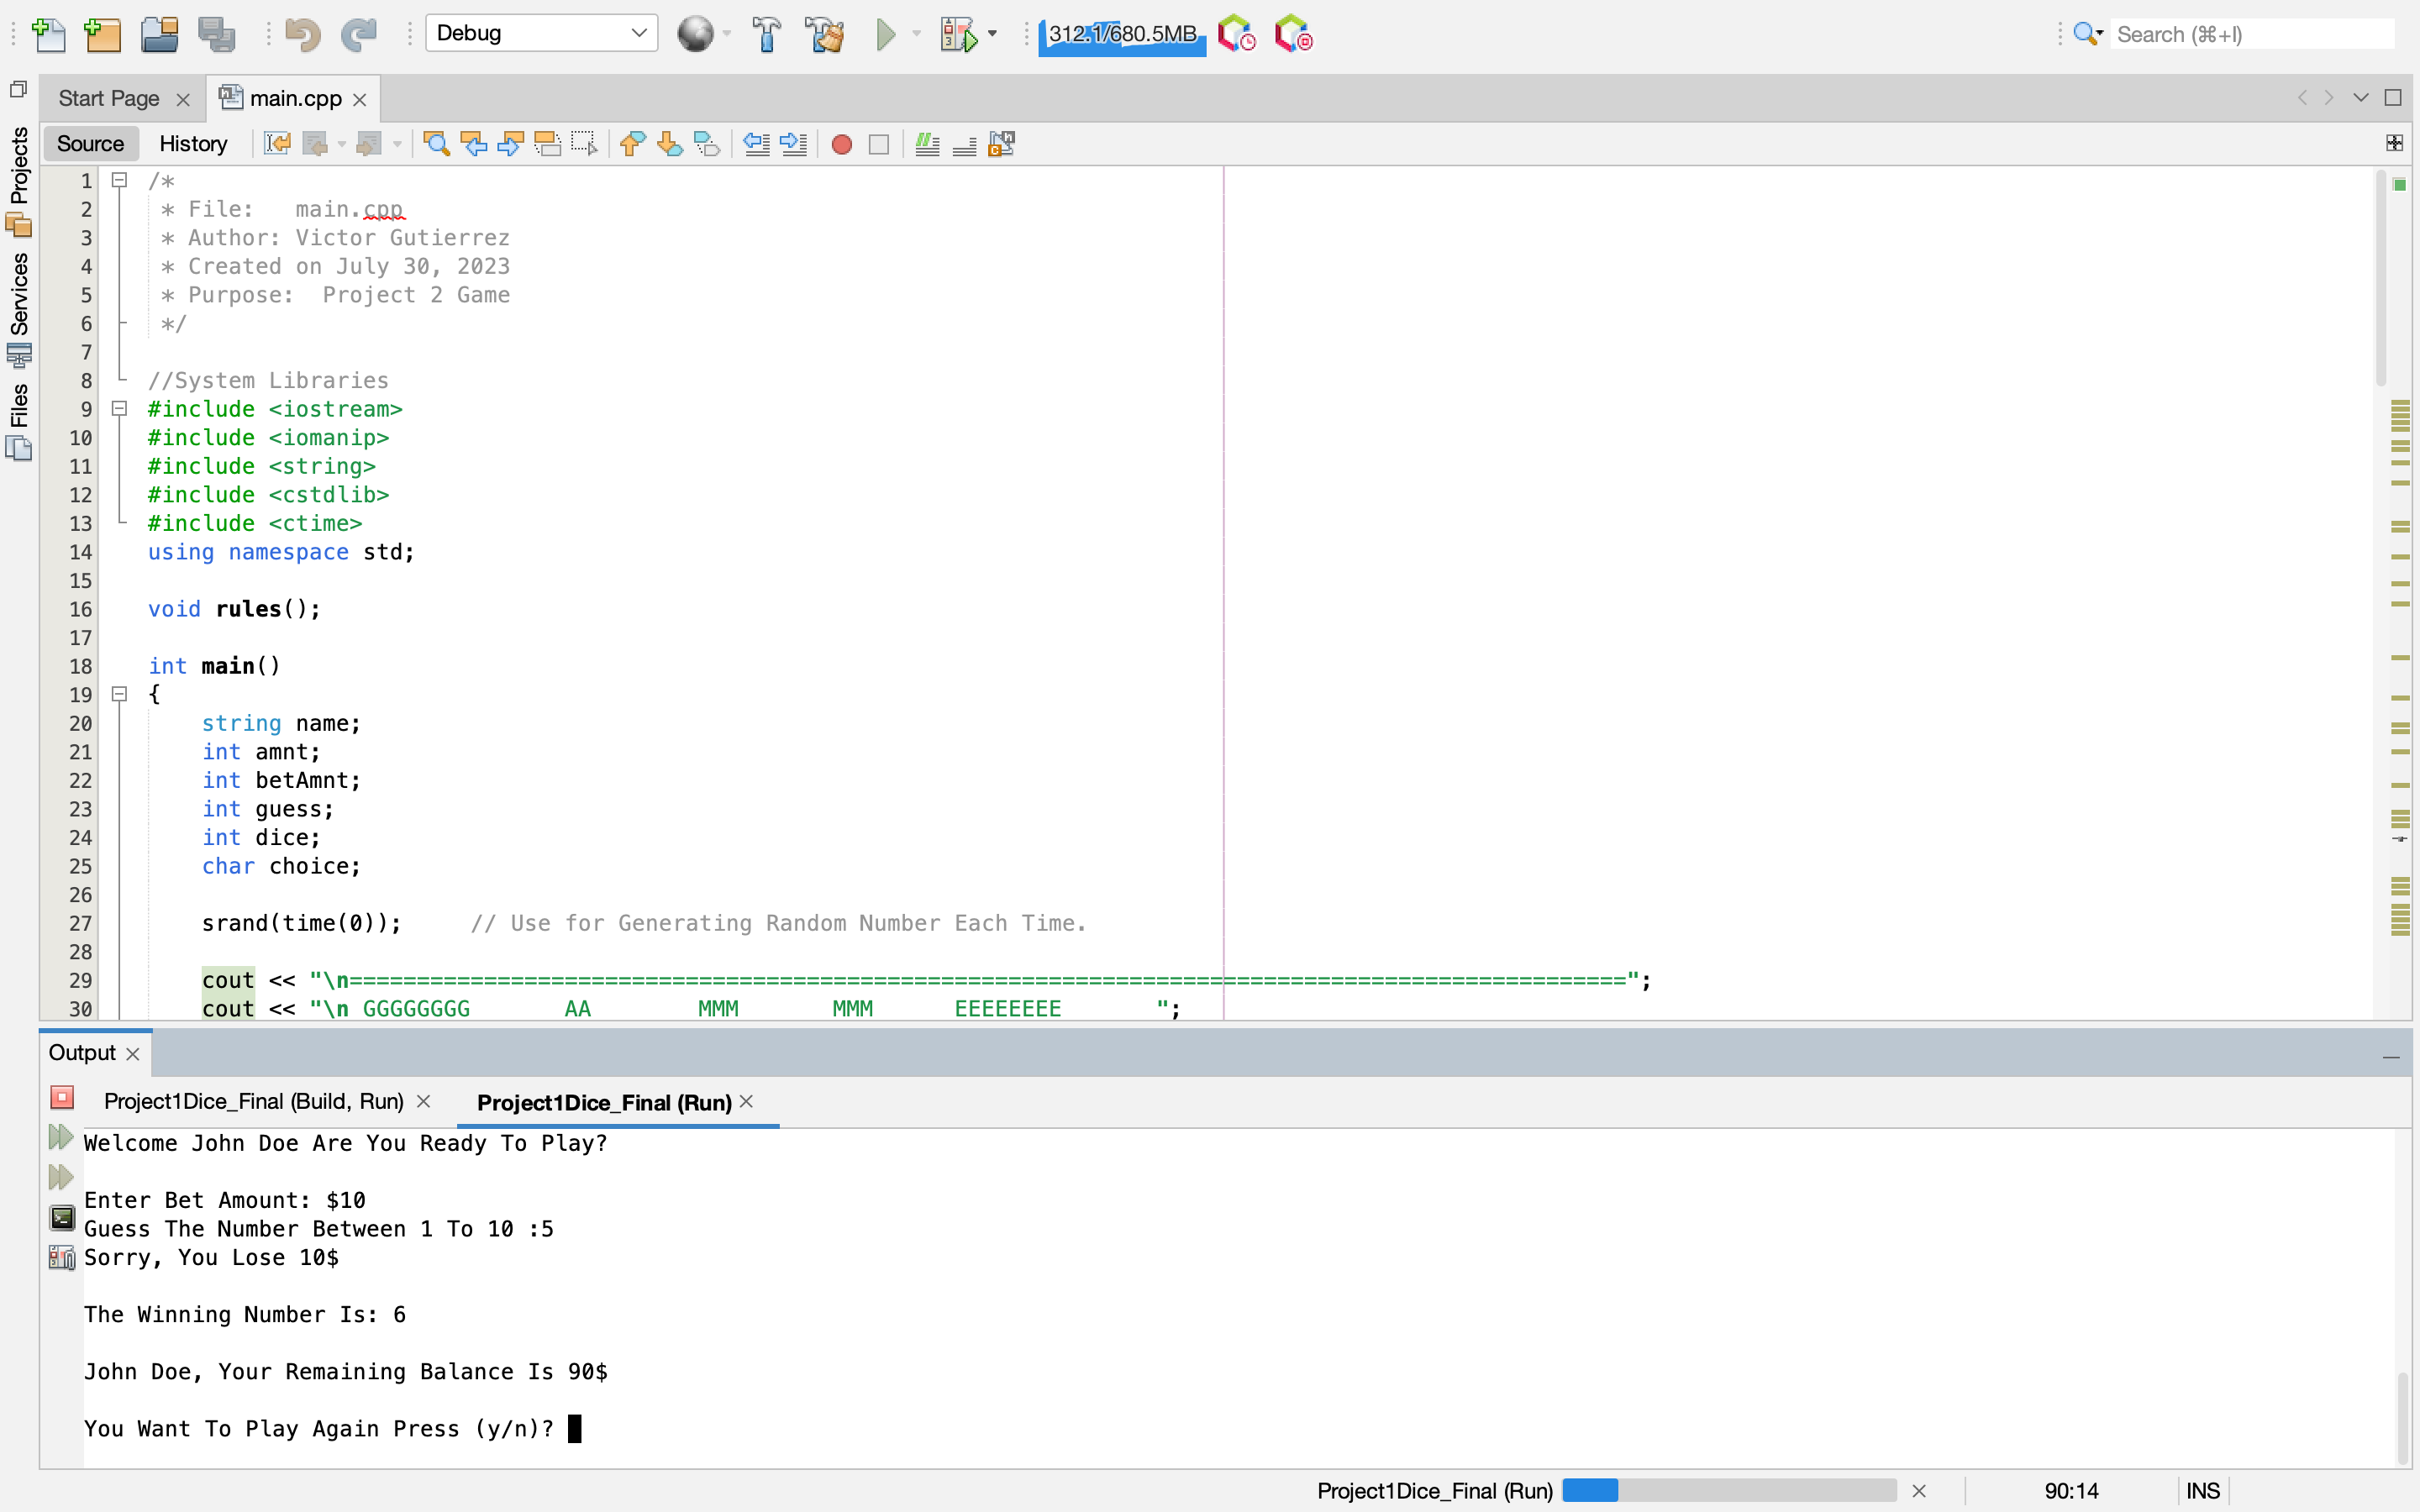 Debug
312.1/680.5MB
Search (⌘+I)
Start Page
main.cpp
Source
History
Projects
Services
Files
1 /*
2 * File:   main.cpp
3 * Author: Victor Gutierrez
4 * Created on July 30, 2023
5 * Purpose:  Project 2 Game
6 */
7
8 //System Libraries
9 #include <iostream>
10 #include <iomanip>
11 #include <string>
12 #include <cstdlib>
13 #include <ctime>
14 using namespace std;
15
16 void rules();
17
18 int main()
19 {
20     string name;
21     int amnt;
22     int betAmnt;
23     int guess;
24     int dice;
25     char choice;
26
27     srand(time(0));     // Use for Generating Random Number Each Time.
28
29     cout << "\n===============================================================================================";
30     cout << "\n GGGGGGGG       AA        MMM       MMM      EEEEEEEE       ";
Output
Project1Dice_Final (Build, Run)
Project1Dice_Final (Run)
Welcome John Doe Are You Ready To Play?
Enter Bet Amount: $10
Guess The Number Between 1 To 10 :5
Sorry, You Lose 10$
The Winning Number Is: 6
John Doe, Your Remaining Balance Is 90$
You Want To Play Again Press (y/n)?
Project1Dice_Final (Run)
90:14
INS